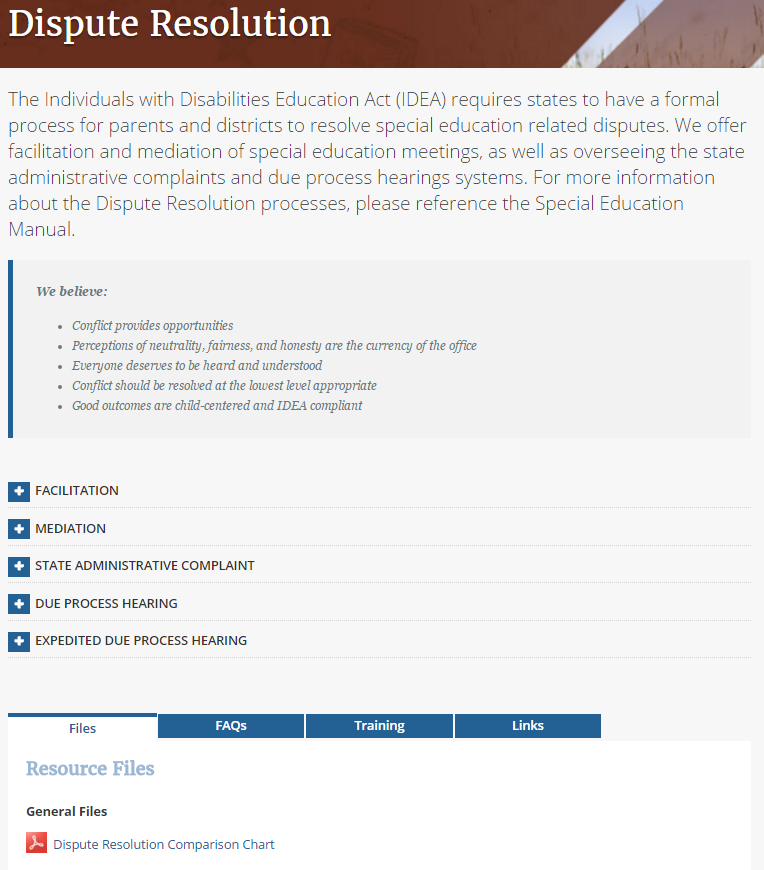 Dispute Resolution
The Individuals with Disabilities Education Act (IDEA) requires states to have a formal
process for parents and districts to resolve special education related disputes. We offer
facilitation and mediation of special education meetings, as well as overseeing the state
administrative complaints and due process hearings systems. For more information
about the Dispute Resolution processes, please reference the Special Education
Manual.
We believe:
• Conflict provides opportunities
• Perceptions of neutrality, fairness, and honesty are the currency of the office
• Everyone deserves to be heard and understood
• Conflict should be resolved at the lowest level appropriate
• Good outcomes are child-centered and IDEA compliant
FACILITATION
MEDIATION
STATE ADMINISTRATIVE COMPLAINT
DUE PROCESS HEARING
EXPEDITED DUE PROCESS HEARING
Files FAQs Training Links
Resource Files
General Files
Dispute Resolution Comparison Chart